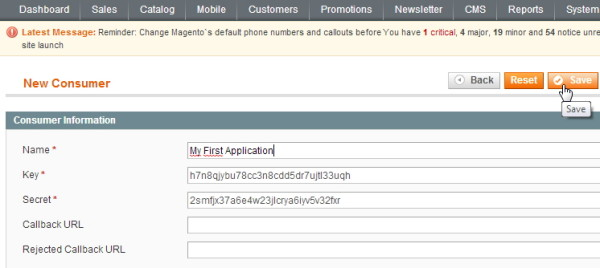 Dashboard Sales Catalog Mobile Customers Promotions Newsletter CMS Reports System
Latest Message: Reminder: Change Magento`s default phone numbers and callouts before You have 1 critical, 4 major, 19 minor and 54 notice unre
site launch
New Consumer Back Reset Save
Save
Consumer Information
Name * My First Application
Key * h7n8qjybu78cc3n8cdd5dr7ujtl33uqh
Secret * 2smfjx37a6e4w23jlcrya6iyv5v32fxr
Callback URL
Rejected Callback URL